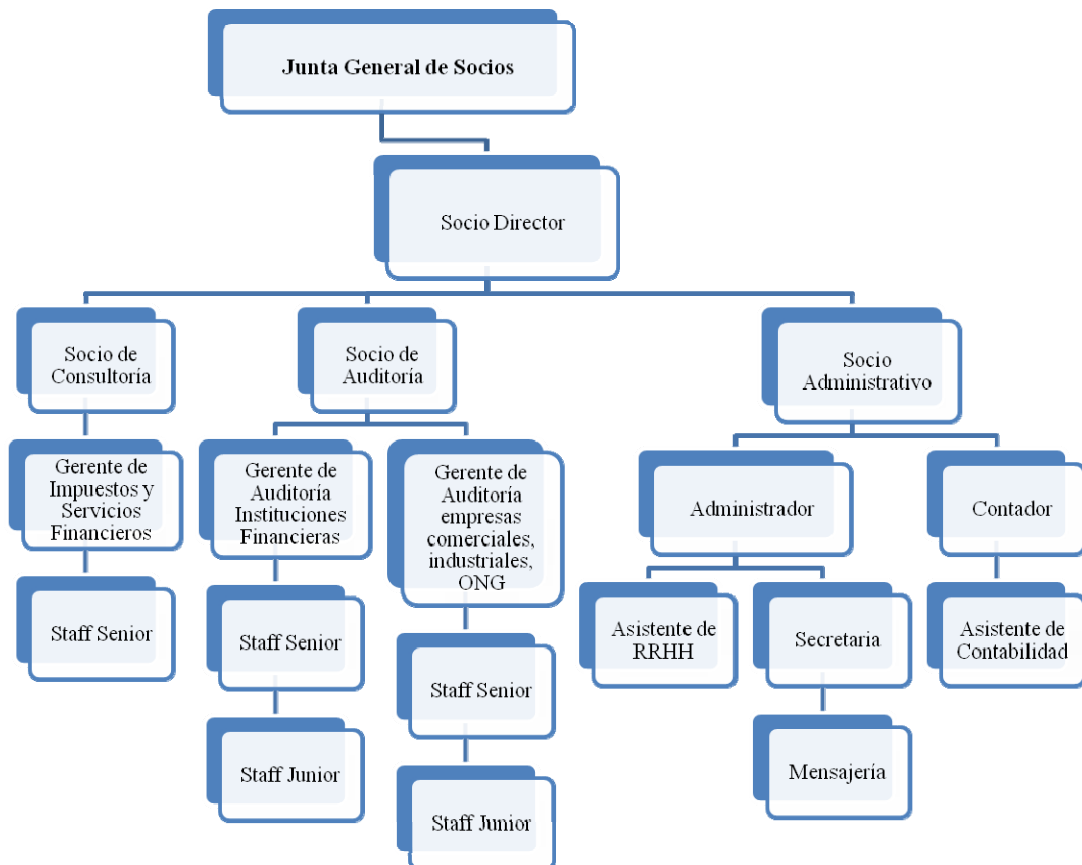 Junta General de Socios
Socio Director
Socio de
Consultoría
Socio de
Auditoría
Socio
Administrativo
Gerente de
Impuestos y
Servicios
Financieros
Gerente de
Auditoría
Instituciones
Financieras
Gerente de
Auditoría
empresas
comerciales,
industriales,
ONG
Administrador
Contador
Staff Senior
Staff Senior
Staff Senior
Asistente de
RRHH
Secretaria
Asistente de
Contabilidad
Staff Junior
Staff Junior
Mensajería